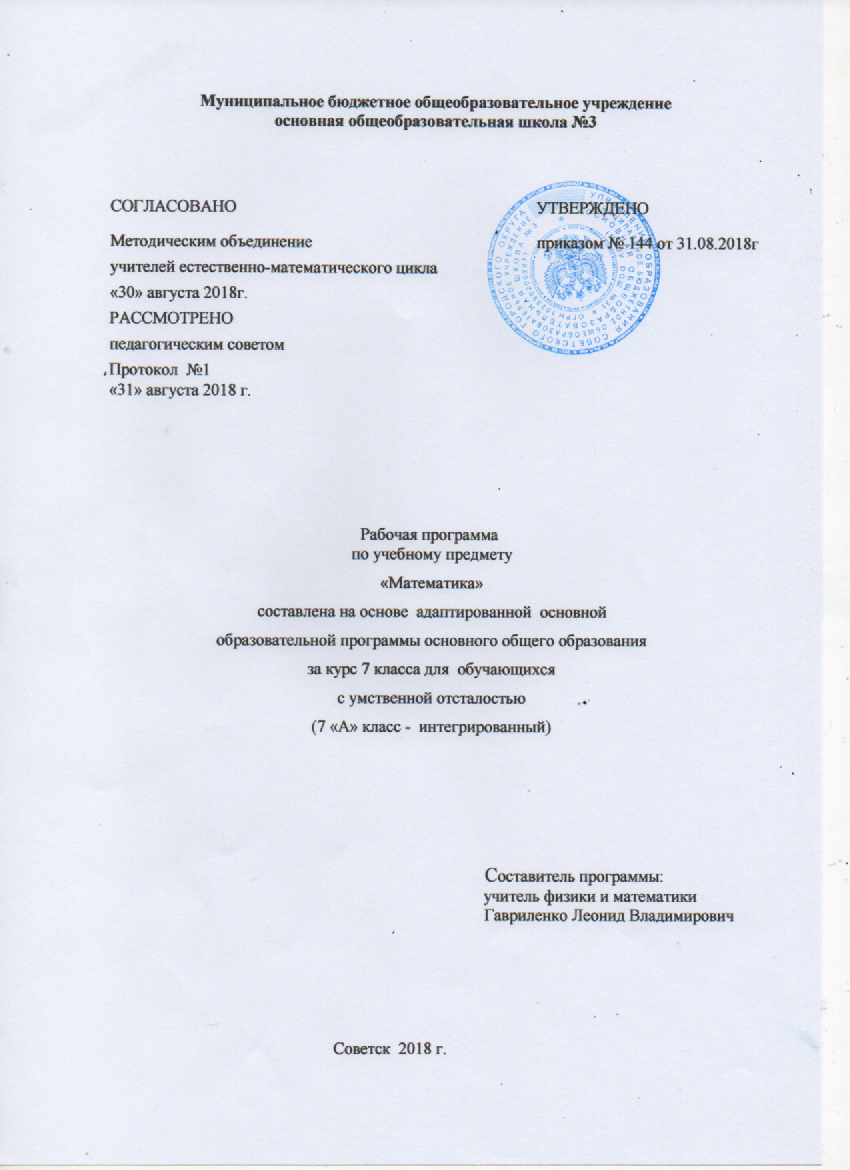 Муниципальное бюджетное общеобразовательное учреждение
основная общеобразовательная школа №3
СОГЛАСОВАНО
Методическим объединение
учителей естественно-математического цикла
«30» августа 2018г.
РАССМОТРЕНО
педагогическим советом
Протокол №1
«31» августа 2018 г.
УТВЕРЖДЕНО
приказом № 144 от 31.08.2018г
Рабочая программа
по учебному предмету
«Математика»
составлена на основе адаптированной основной
образовательной программы основного общего образования
за курс 7 класса для обучающихся
с умственной отсталостью
(7 «А» класс - интегрированный)
Составитель программы:
учитель физики и математики
Гавриленко Леонид Владимирович
Советск 2018 г.